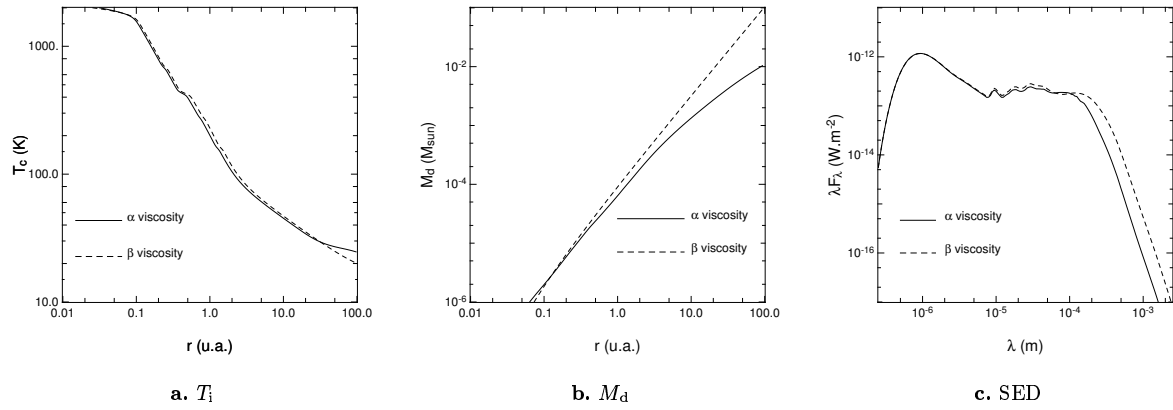 1000.
100.0
10.0
T_c (K)
0.01
0.1
1.0
10.0
100.0
r (u.a.)
α viscosity
β viscosity
a. T_i
10^-2
10^-4
10^-6
M_d (M_sun)
0.01
0.1
1.0
10.0
100.0
r (u.a.)
α viscosity
β viscosity
b. M_d
10^-12
10^-14
10^-16
λF_λ (W.m^-2)
10^-6
10^-5
10^-4
10^-3
λ (m)
α viscosity
β viscosity
c. SED